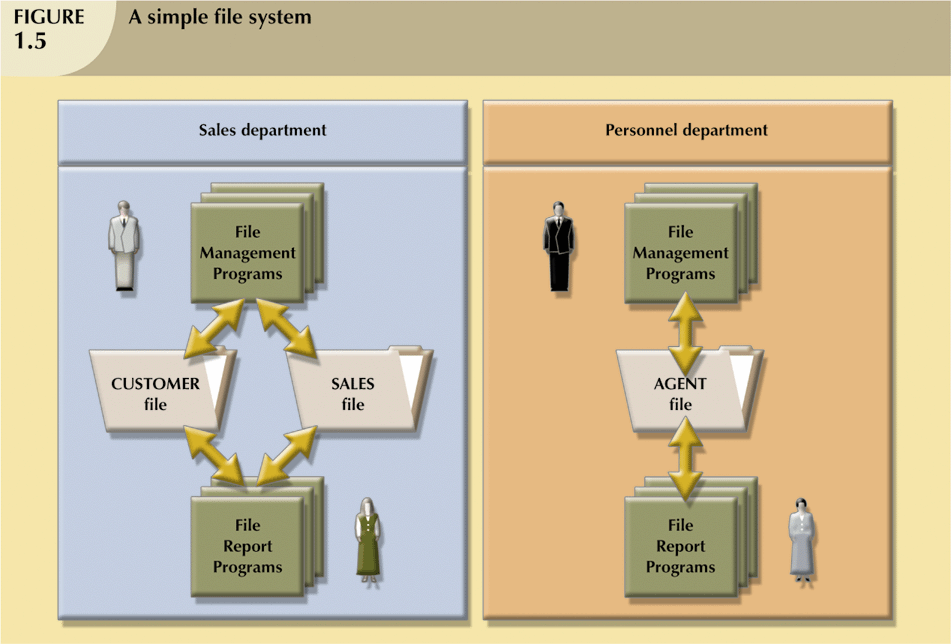 FIGURE
1.5
A simple file system
Sales department
File
Management
Programs
CUSTOMER
file
SALES
file
File
Report
Programs
Personnel department
File
Management
Programs
AGENT
file
File
Report
Programs